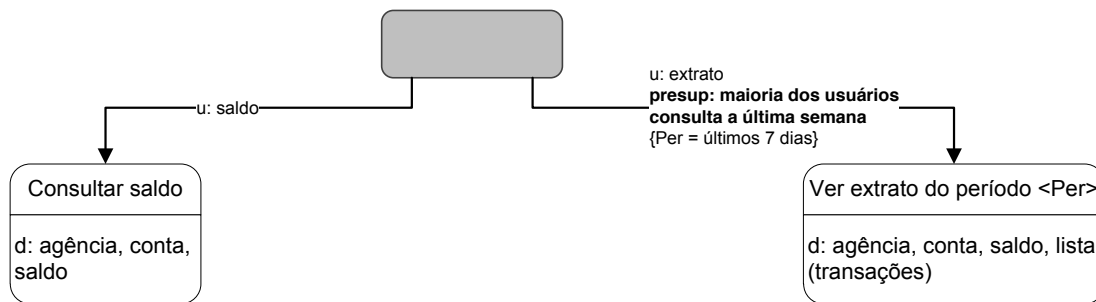 u: saldo
u: extrato
presup: maioria dos usuários
consulta a última semana
{Per = últimos 7 dias}
Consultar saldo
d: agência, conta,
saldo
Ver extrato do período <Per>
d: agência, conta, saldo, lista
(transações)